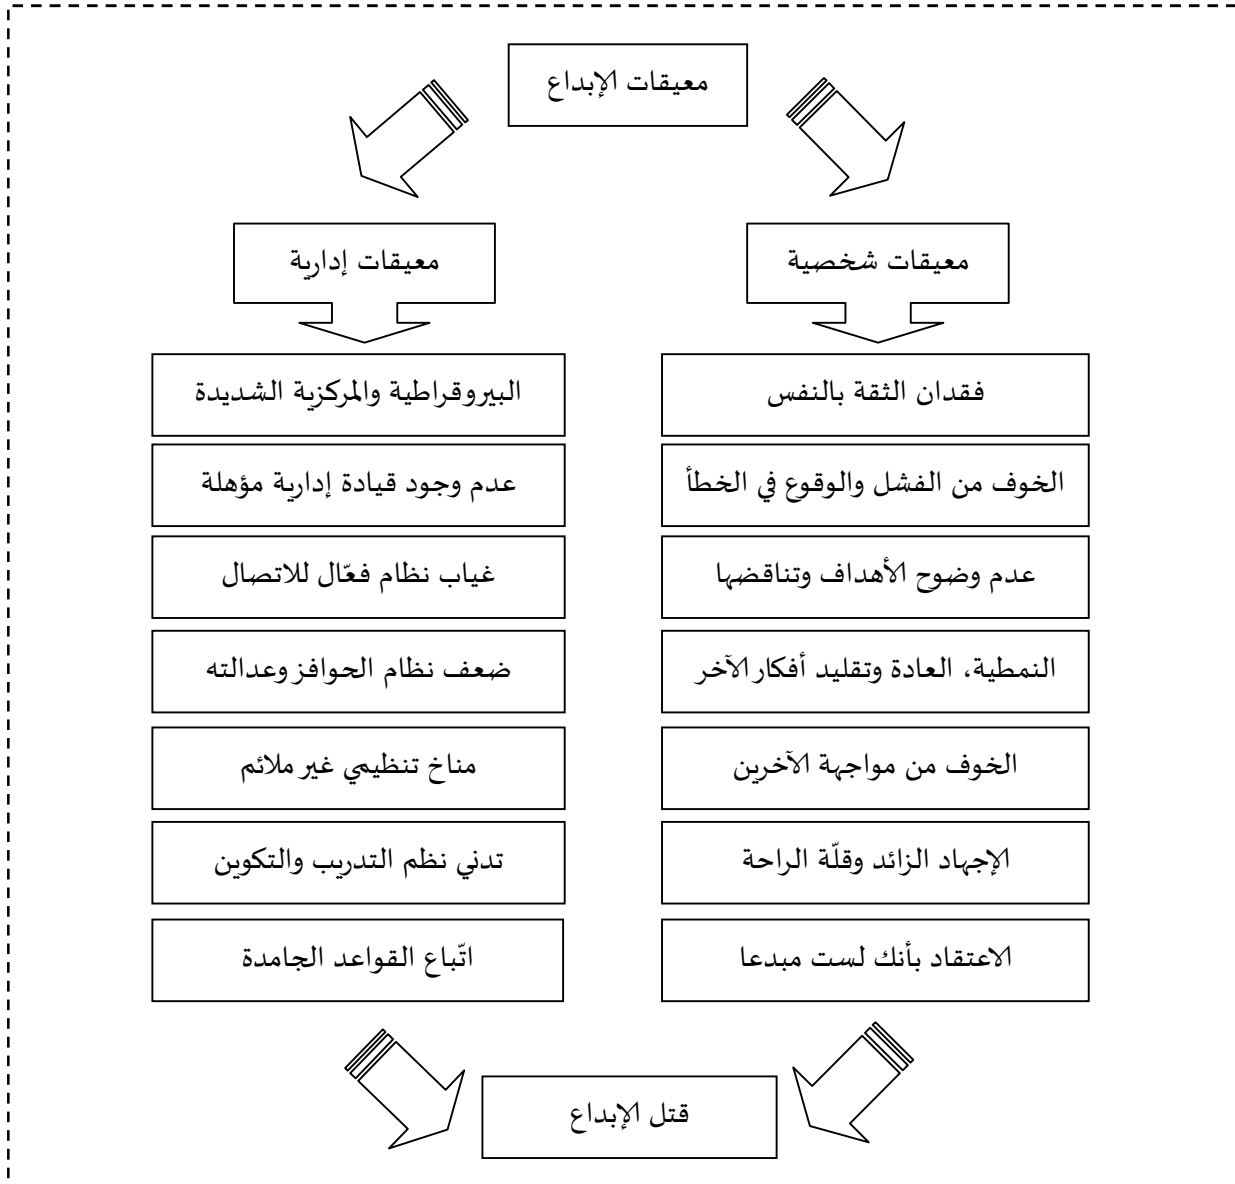 معيقات الإبداع
معيقات شخصية
معيقات إدارية
فقدان الثقة بالنفس
البيروقراطية والمركزية الشديدة
الخوف من الفشل والوقوع في الخطأ
عدم وجود قيادة إدارية مؤهلة
عدم وضوح الأهداف وتناقضها
غياب نظام فعّال للاتصال
النمطية، العادة وتقليد أفكار الآخر
ضعف نظام الحوافز وعدالته
الخوف من مواجهة الآخرين
مناخ تنظيمي غير ملائم
الإجهاد الزائد وقلّة الراحة
تدني نظم التدريب والتكوين
الاعتقاد بأنك لست مبدعا
اتّباع القواعد الجامدة
قتل الإبداع